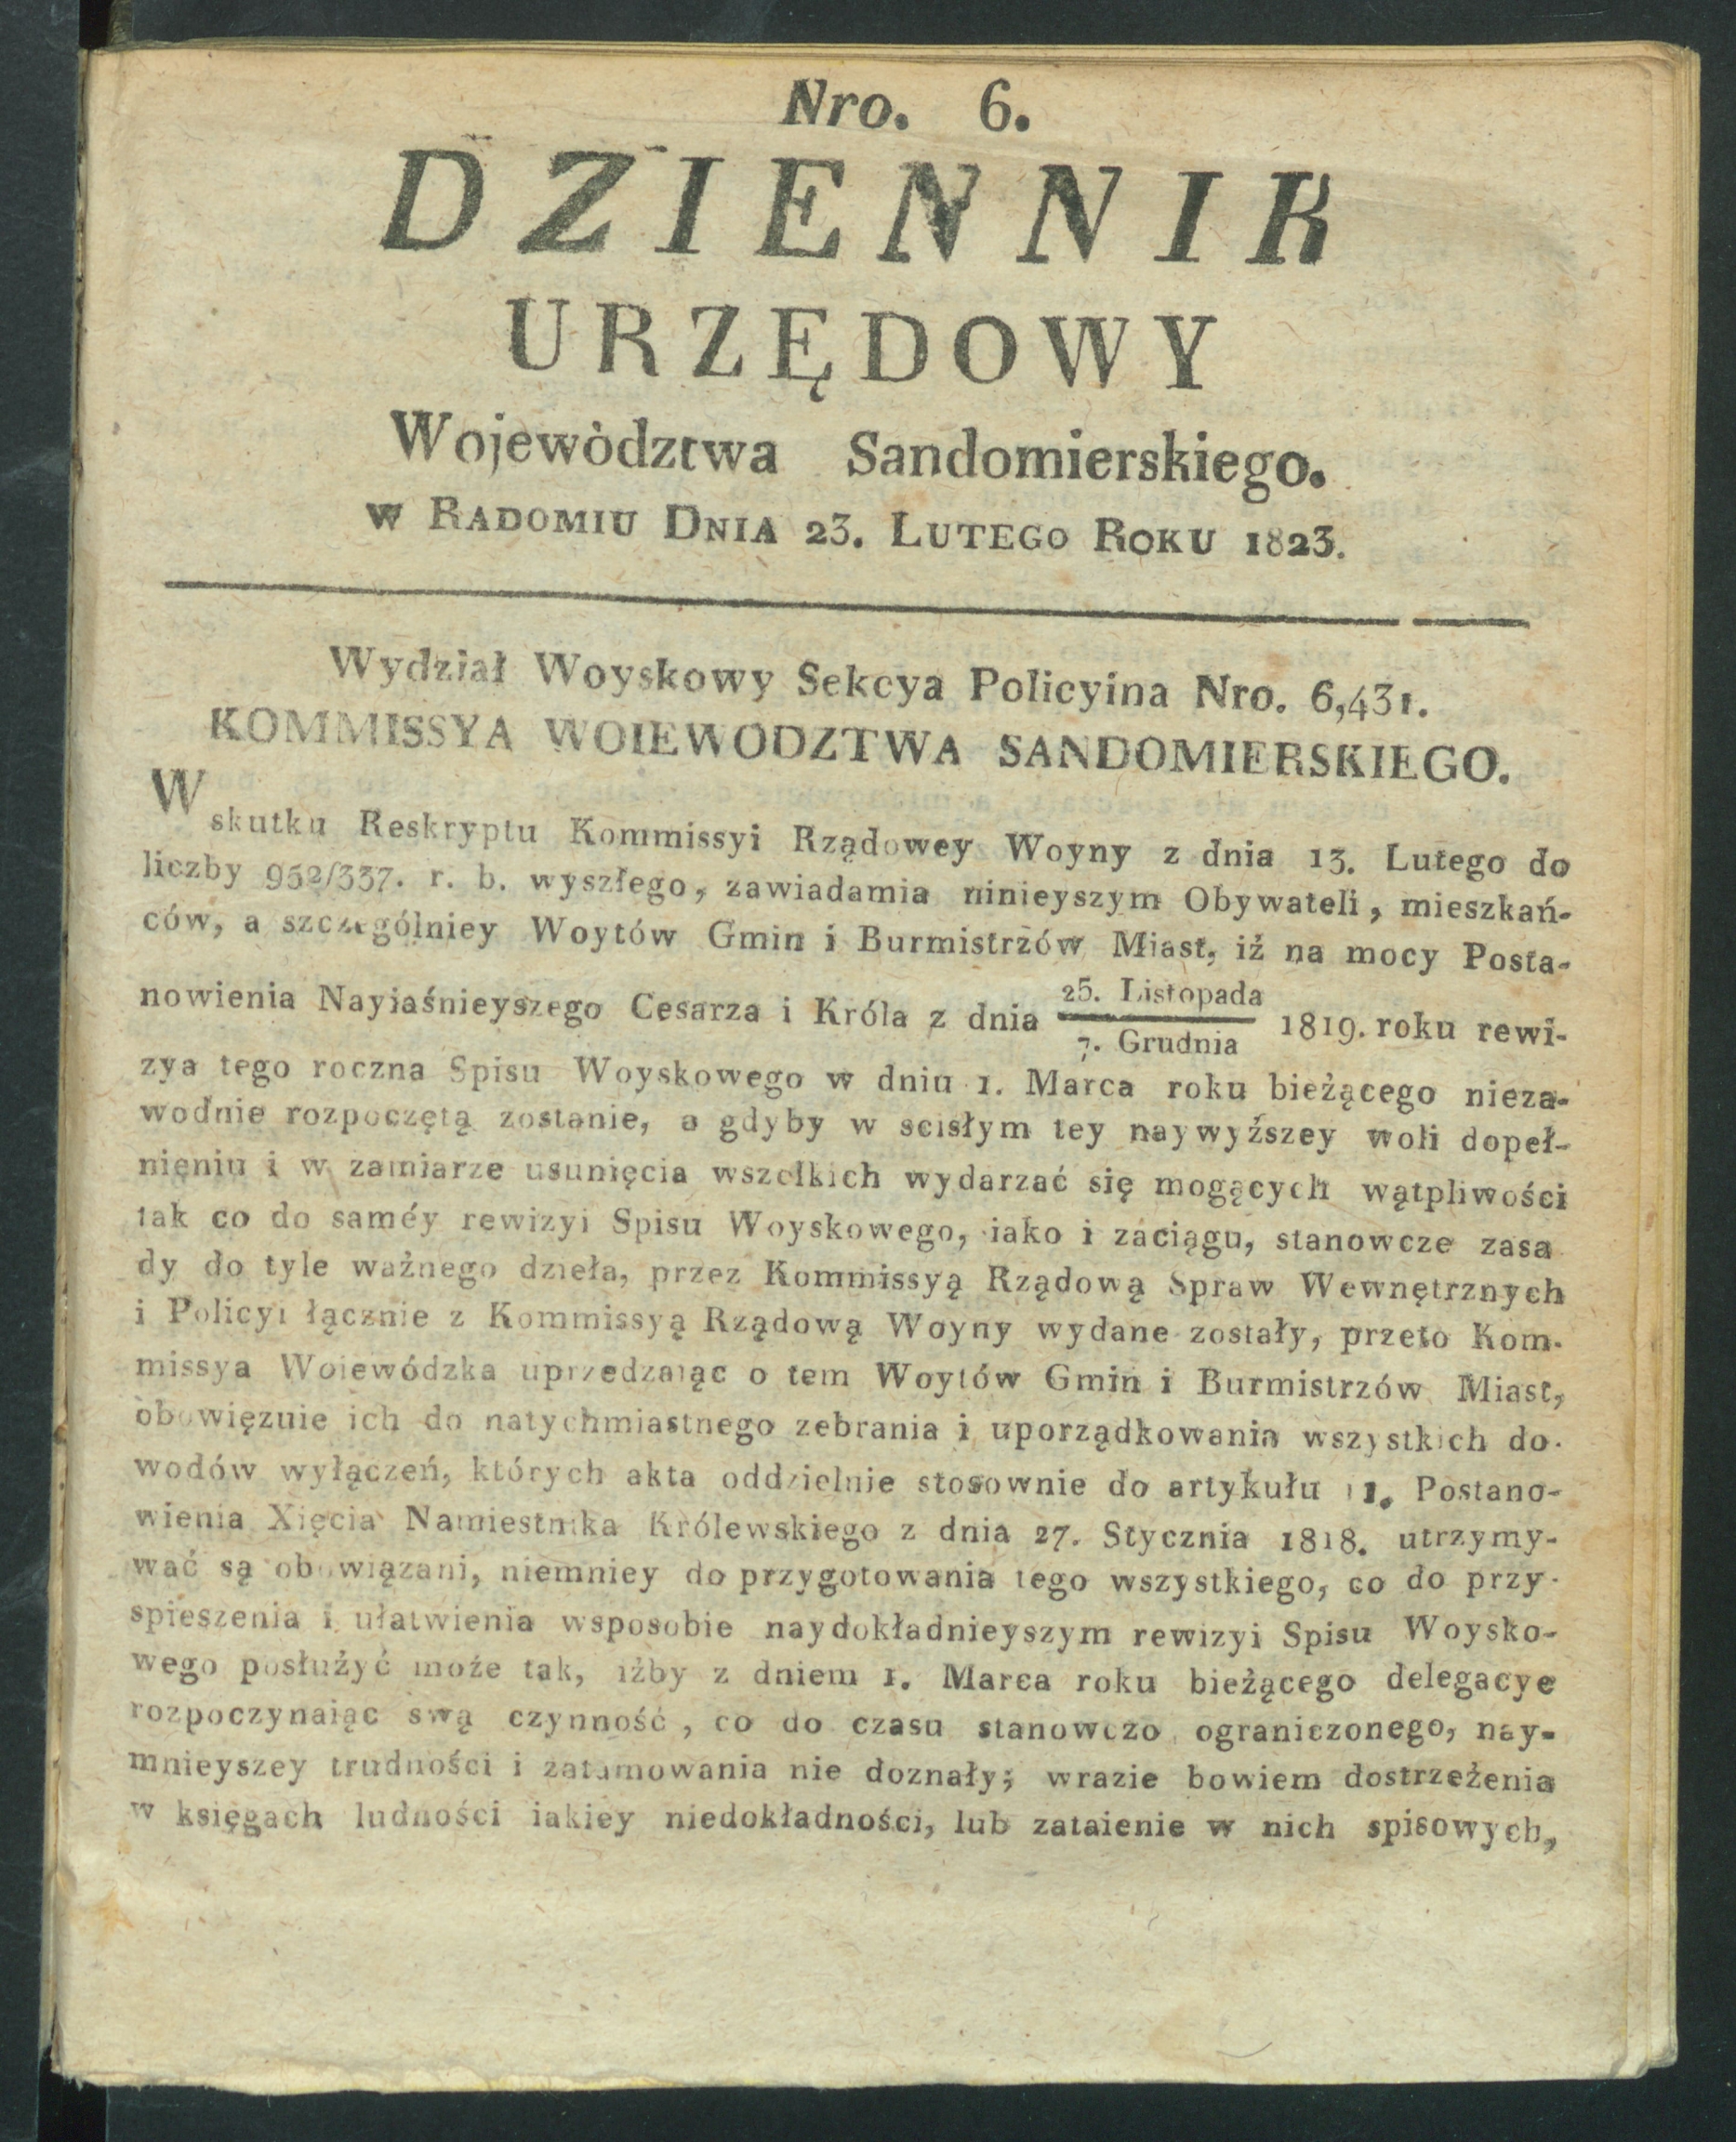 Nro. 6.
DZIENNIK
URZĘDOWY
Wojewòdztwa Sandomierskiego.
w Radomiu Dnia 23. Lutego Roku 1823.
Wydział Woyskowy Sekcya Policyina Nro. 6,431.
KOMMISSYA WOIEWODZTWA SANDOMIERSKIEGO.
W skutku Reskryptu Kommissyi Rządowey Woyny z dnia 13. Lutego do
liczby 952/337. r. b. wyszłego, zawiadamia ninieyszym Obywateli, mieszkań-
ców, a szczególniey Woytów Gmin i Burmistrzów Miast, iż na mocy Posta-
nowienia Nayiaśnieyszego Cesarza i Króla z dnia 25. Listopada / 7. Grudnia 1819. roku rewi-
zya tego roczna Spisu Woyskowego w dniu 1. Marca roku bieżącego nieza-
wodnie rozpoczętą zostanie, a gdyby w scisłym tey naywyższey woli dopeł-
nieniu i w zamiarze usunięcia wszelkich wydarzać się mogących wątpliwości
tak co do saméy rewizyi Spisu Woyskowego, iako i zaciągu, stanowcze zasa
dy do tyle ważnego dzieła, przez Kommissyą Rządową Spraw Wewnętrznych
i Policyi łącznie z Kommissyą Rządową Woyny wydane zostały, przeto Kom-
missya Woiewódzka uprzedzaiąc o tem Woytów Gmin i Burmistrzów Miast,
obowięzuie ich do natychmiastnego zebrania i uporządkowania wszystkich do-
wodów wyłączeń, których akta oddzielnie stosownie do artykułu 11. Postano-
wienia Xięcia Namiestnika Królewskiego z dnia 27. Stycznia 1818. utrzymy-
wać są obowiązani, niemniey do przygotowania tego wszystkiego, co do przy-
spieszenia i ułatwienia wsposobie naydokładnieyszym rewizyi Spisu Woysko-
wego posłużyć może tak, iżby z dniem 1. Marca roku bieżącego delegacye
rozpoczynaiąc swą czynność, co do czasu stanowczo ograniczonego, nay-
mnieyszey trudności i zatamowania nie doznały; wrazie bowiem dostrzeżenia
w księgach ludności iakiey niedokładności, lub zataienie w nich spisowych,